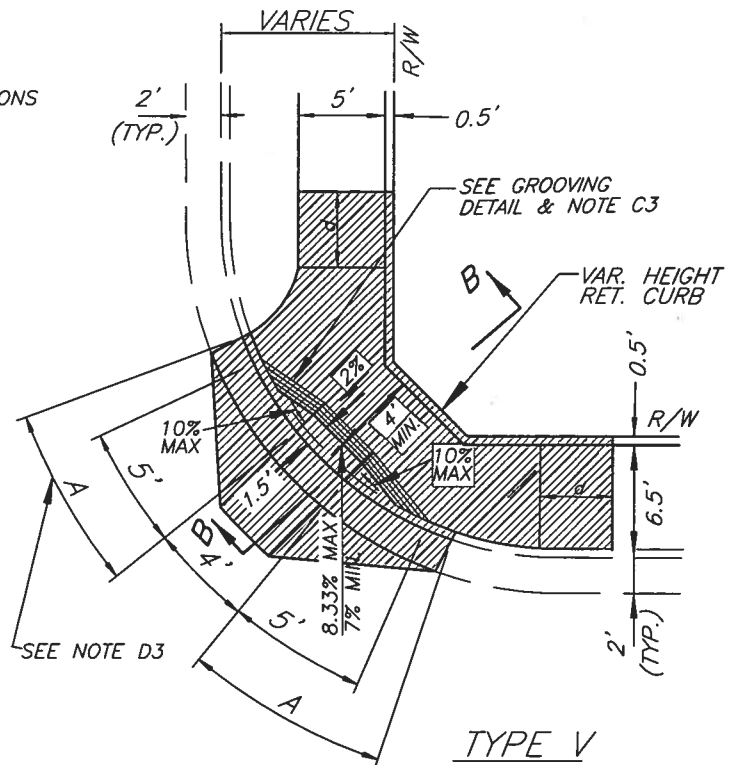 VARIES
R/W
ONS
2'
(TYP.)
5'
0.5'
SEE GROOVING
DETAIL & NOTE C3
d
B
VAR. HEIGHT
RET. CURB
0.5'
R/W
2%
10%
MAX
4'
MIN.
10%
MAX
d
6.5'
A
5'
1.5'
B
4'
8.33% MAX
7% MIN.
5'
2'
(TYP.)
SEE NOTE D3
A
TYPE V